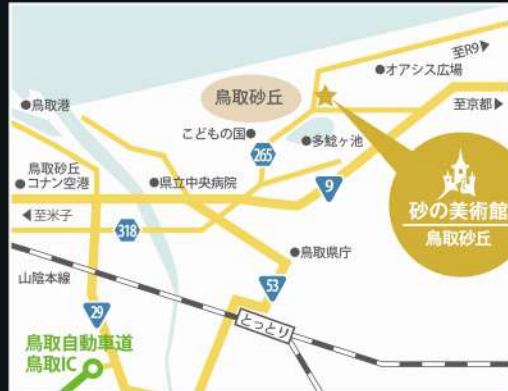 至R9▶
●オアシス広場
鳥取砂丘
●鳥取港
至京都▶
こどもの国●
●多鯰ヶ池
265
鳥取砂丘
●コナン空港
●県立中央病院
9
砂の美術館
鳥取砂丘
◀至米子
318
●鳥取県庁
山陰本線
53
29
とっとり
鳥取自動車道
鳥取IC